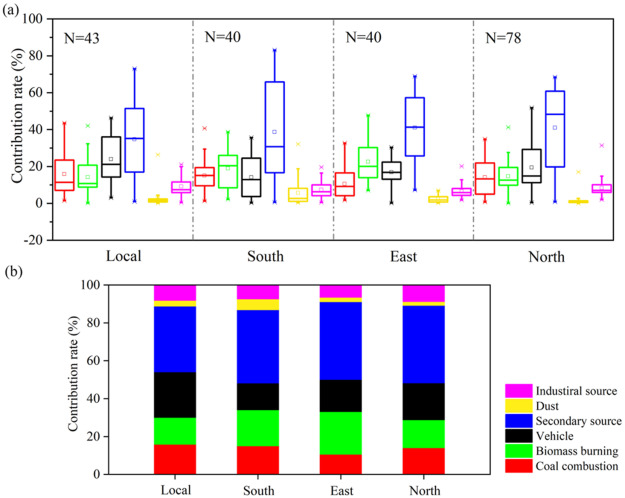 (a)
N=43 N=40 N=40 N=78
Contribution rate (%)
100
80
60
40
20
0
-20
Local South East North
(b)
Contribution rate (%)
100
80
60
40
20
0
Local South East North
Industiral source
Dust
Secondary source
Vehicle
Biomass burning
Coal combustion